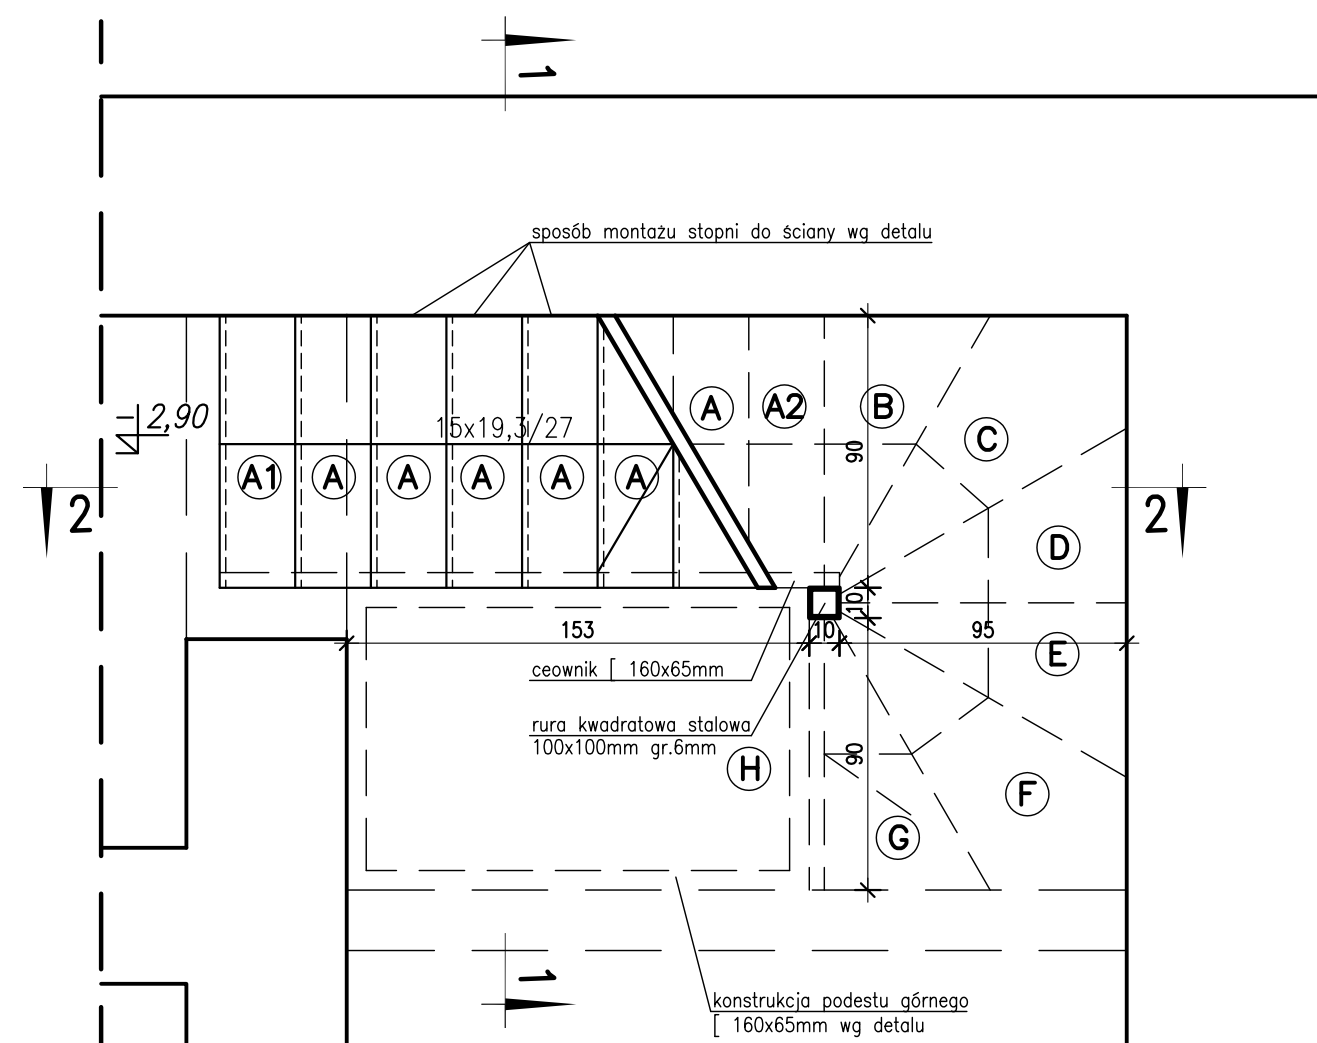 1
sposób montażu stopni do ściany wg detalu
2,90
15x19,3/27
A
A2
B
C
90
A1
A
A
A
A
A
2
2
D
10
153
10
95
E
ceownik [ 160x65mm
rura kwadratowa stalowa
100x100mm gr.6mm
H
90
F
G
1
konstrukcja podestu górnego
[ 160x65mm wg detalu